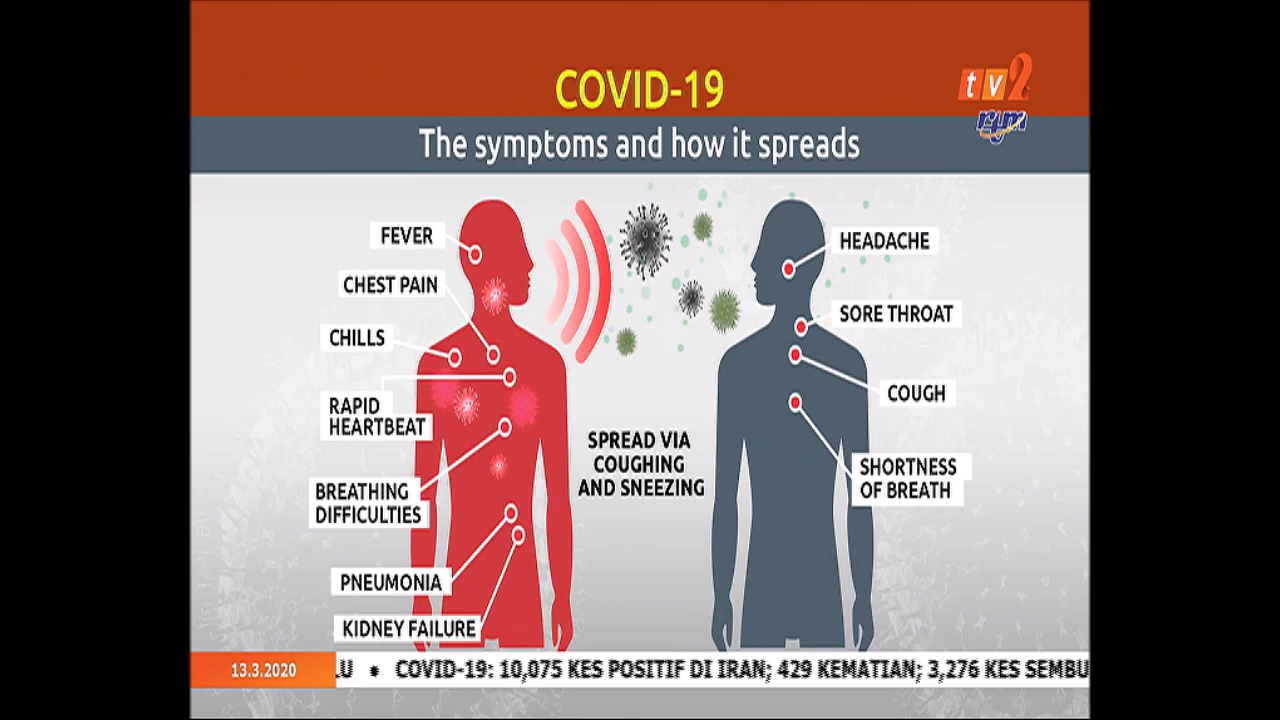 COVID-19
tv2
The symptoms and how it spreads
FEVER
CHEST PAIN
CHILLS
RAPID
HEARTBEAT
BREATHING
DIFFICULTIES
PNEUMONIA
KIDNEY FAILURE
SPREAD VIA
COUGHING
AND SNEEZING
HEADACHE
SORE THROAT
COUGH
SHORTNESS
OF BREATH
13.3.2020
LU • COVID-19: 10,075 KES POSITIF DI IRAN; 429 KEMATIAN; 3,276 KES SEMBU